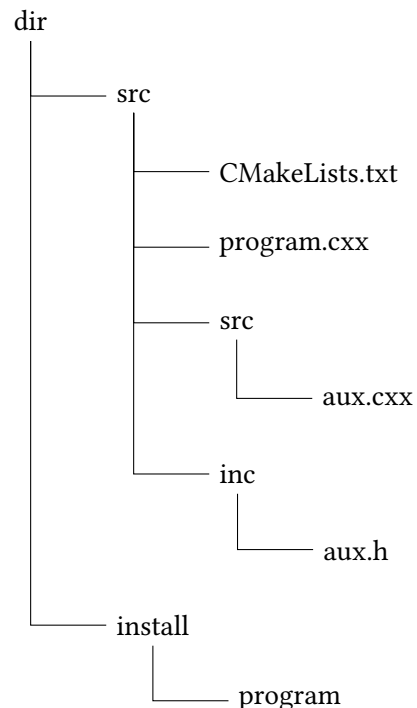 dir
src
CMakeLists.txt
program.cxx
src
aux.cxx
inc
aux.h
install
program